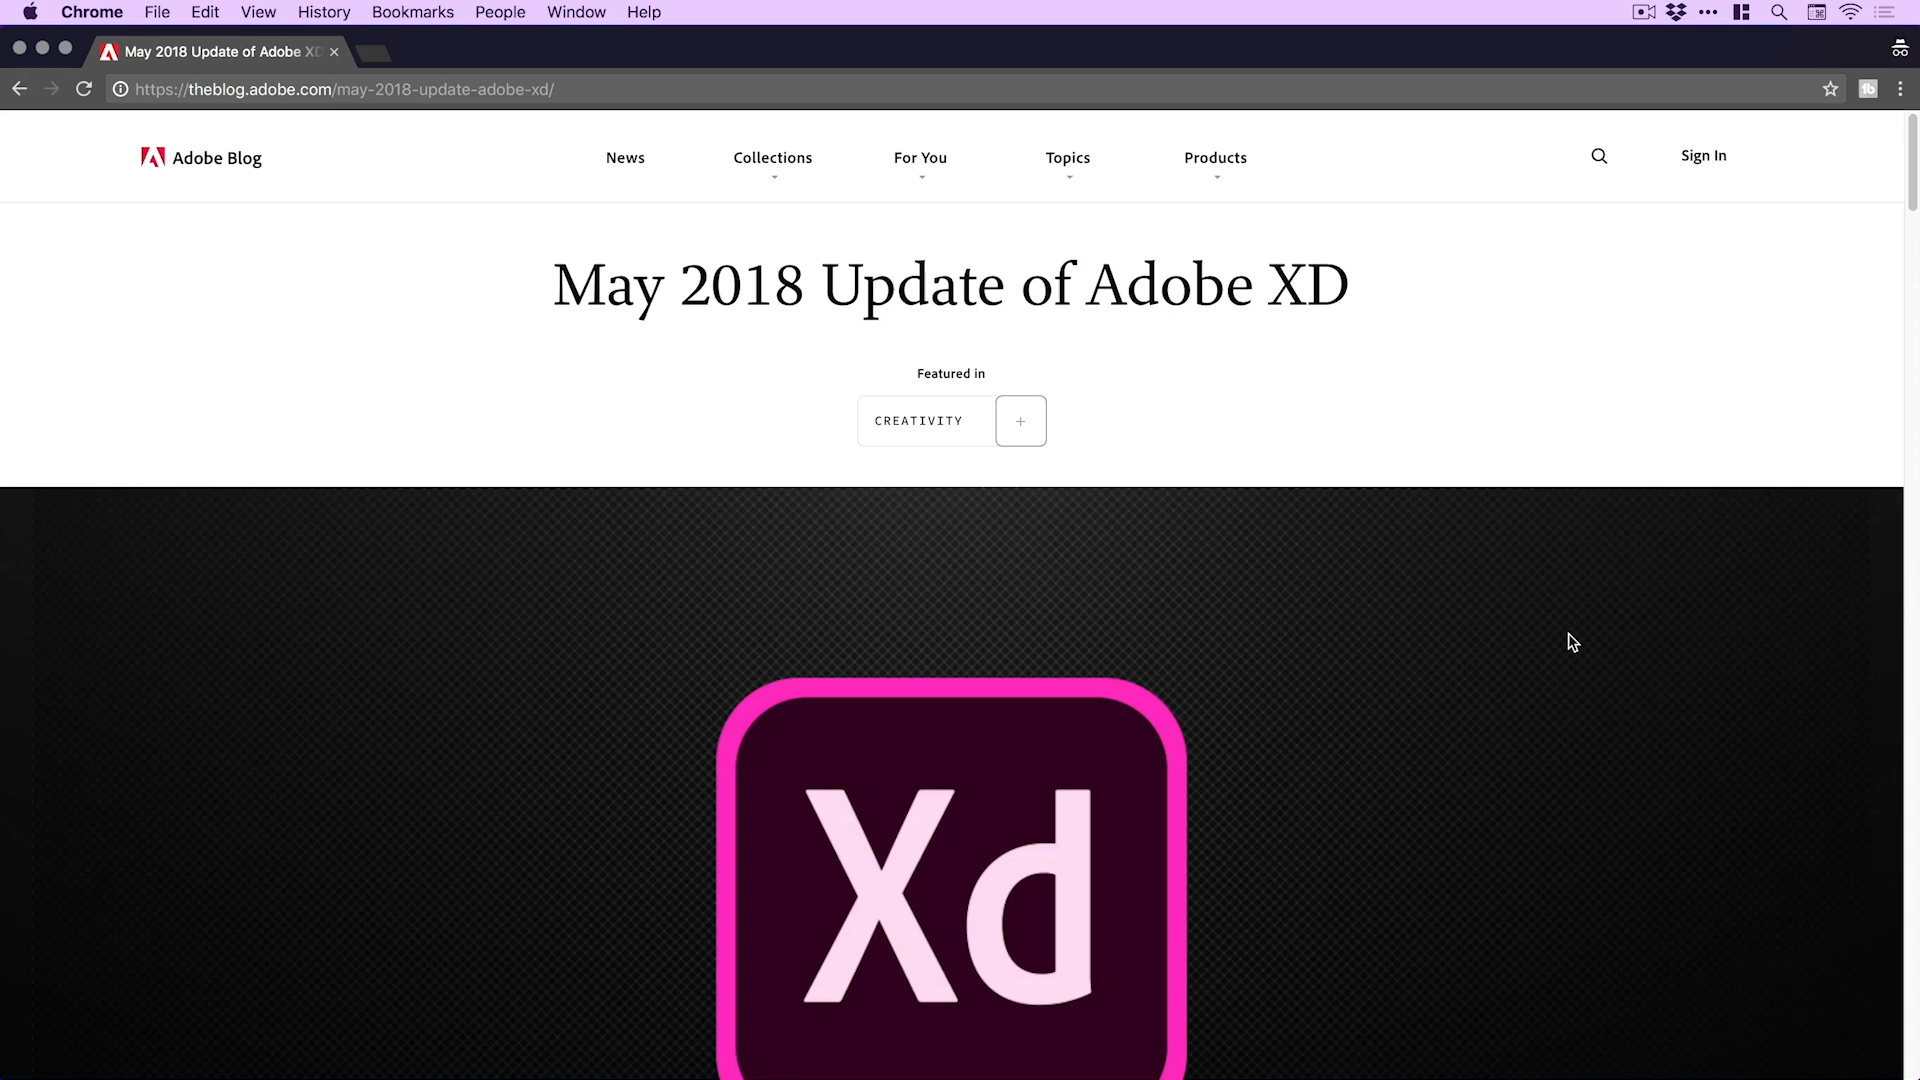 Chrome File Edit View History Bookmarks People Window Help
May 2018 Update of Adobe XD
https://theblog.adobe.com/may-2018-update-adobe-xd/
Adobe Blog
News Collections For You Topics Products
Sign In
May 2018 Update of Adobe XD
Featured in
CREATIVITY +
Xd